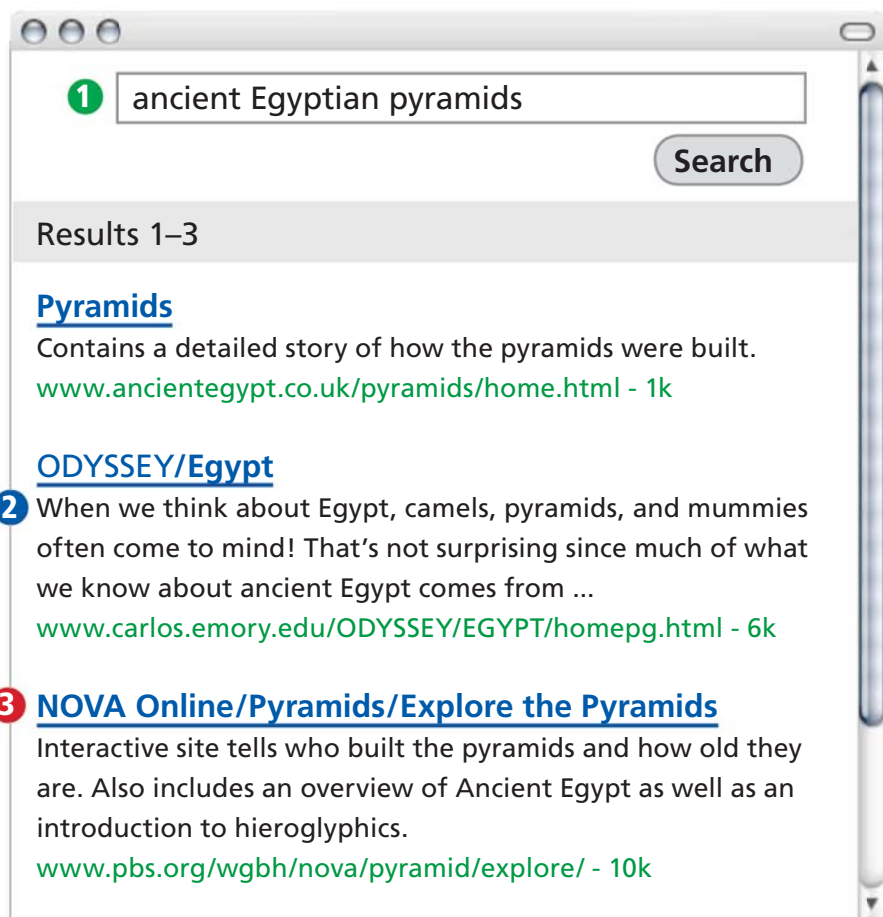 1 ancient Egyptian pyramids
Search
Results 1–3
Pyramids
Contains a detailed story of how the pyramids were built.
www.ancientegypt.co.uk/pyramids/home.html - 1k
ODYSSEY/Egypt
2 When we think about Egypt, camels, pyramids, and mummies
often come to mind! That’s not surprising since much of what
we know about ancient Egypt comes from ...
www.carlos.emory.edu/ODYSSEY/EGYPT/homepg.html - 6k
3 NOVA Online/Pyramids/Explore the Pyramids
Interactive site tells who built the pyramids and how old they
are. Also includes an overview of Ancient Egypt as well as an
introduction to hieroglyphics.
www.pbs.org/wgbh/nova/pyramid/explore/ - 10k